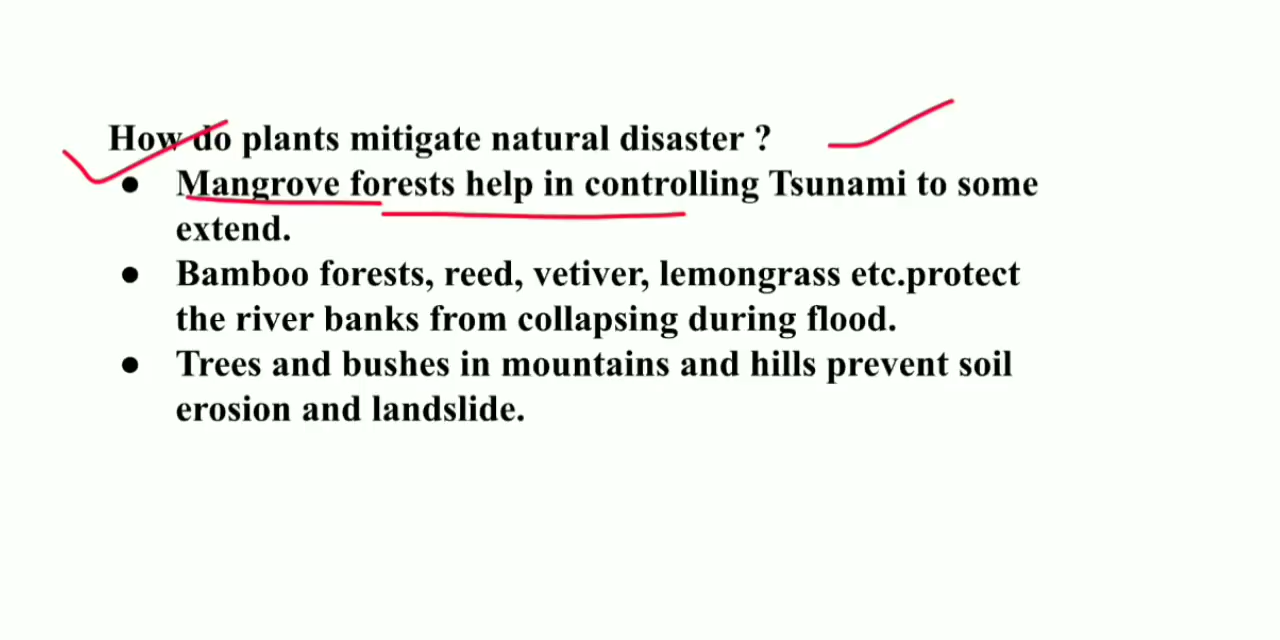 How do plants mitigate natural disaster ?
● Mangrove forests help in controlling Tsunami to some
extend.
● Bamboo forests, reed, vetiver, lemongrass etc.protect
the river banks from collapsing during flood.
● Trees and bushes in mountains and hills prevent soil
erosion and landslide.